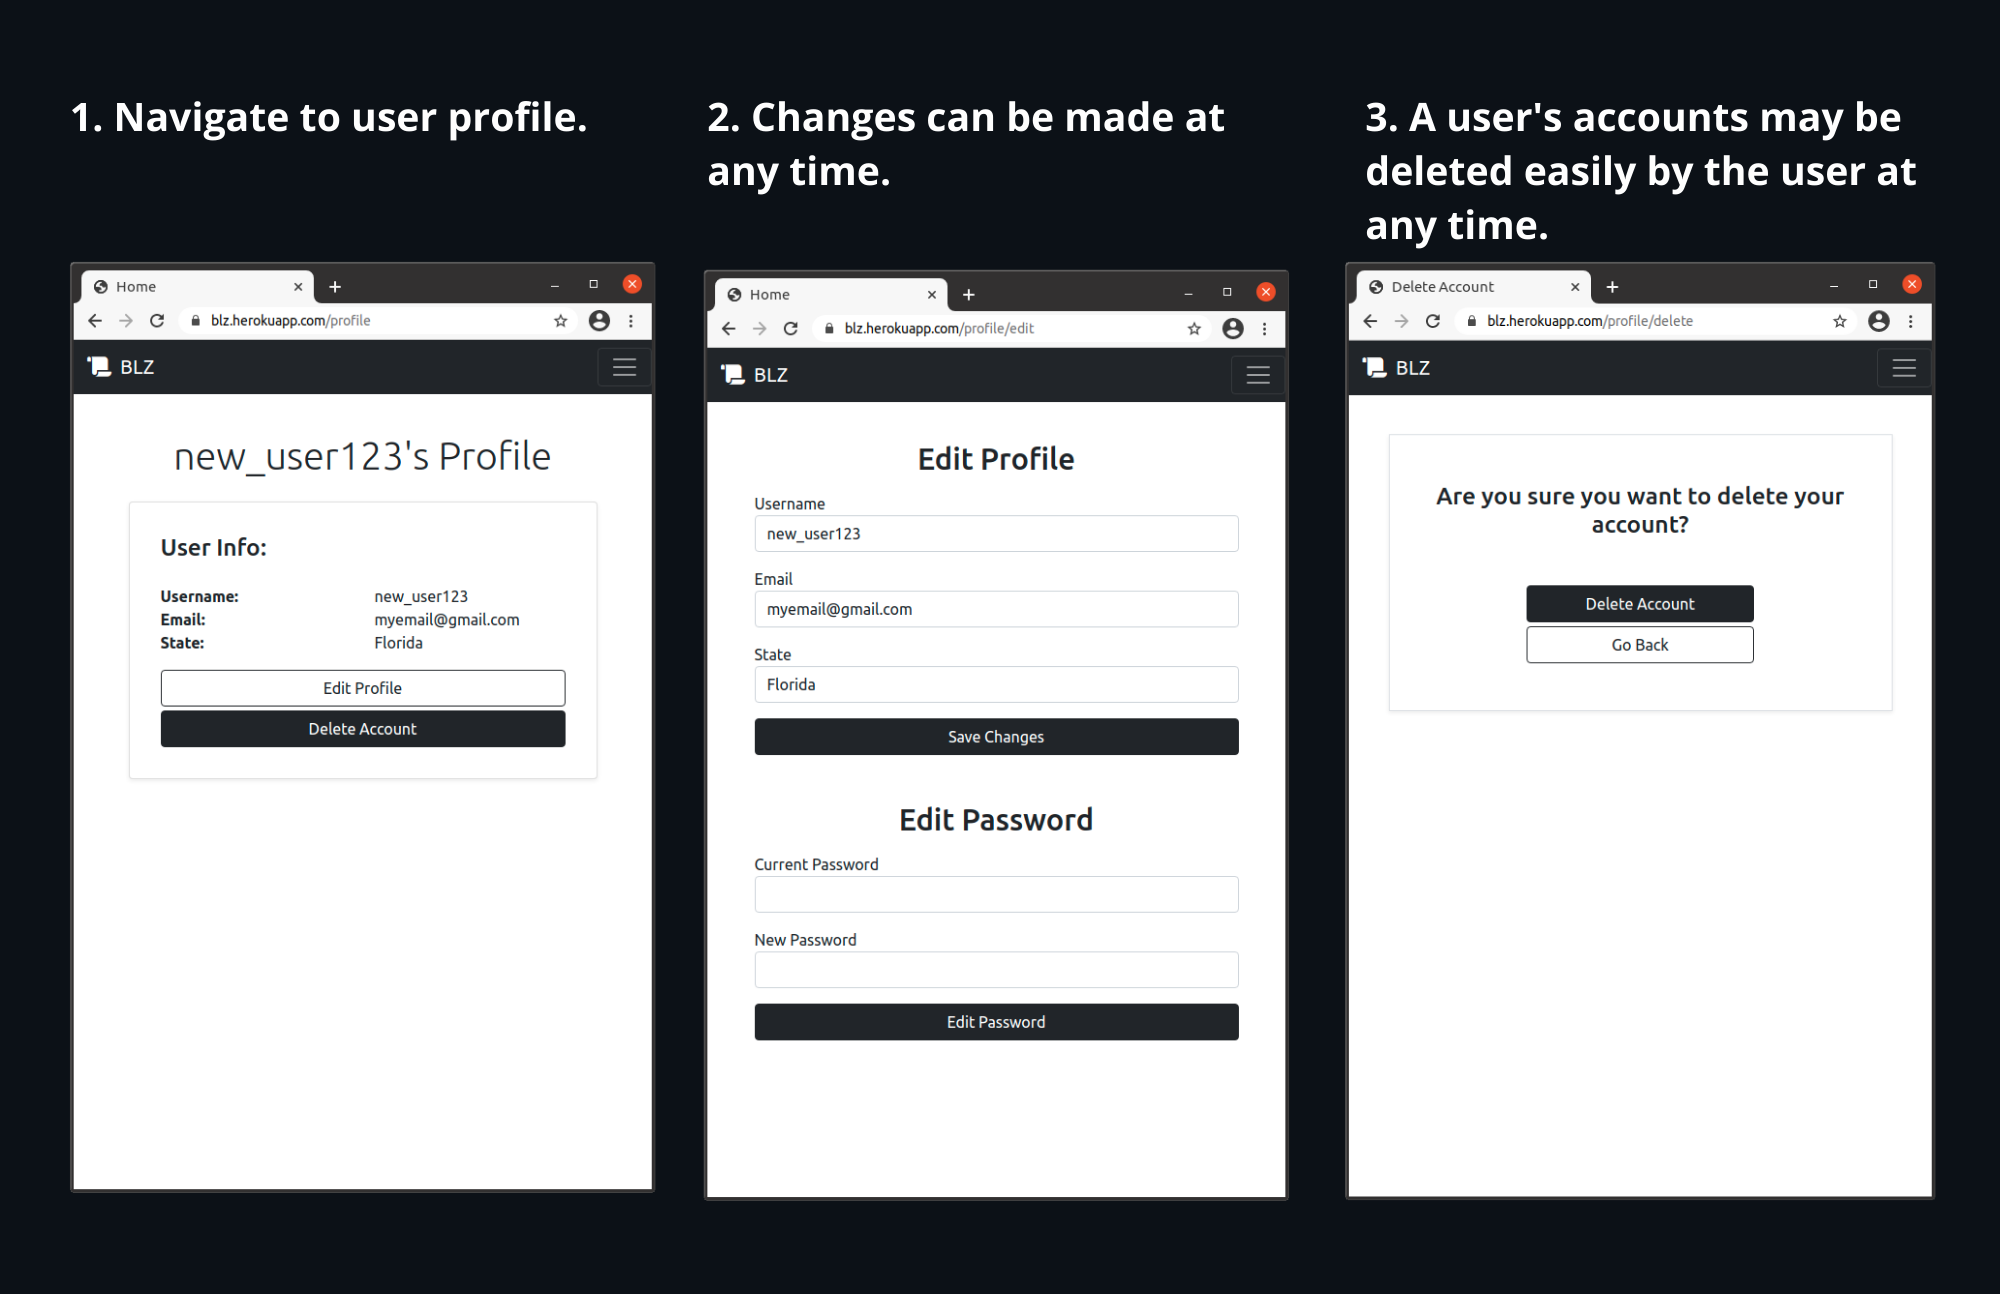 1. Navigate to user profile.
Home
blz.herokuapp.com/profile
BLZ
new_user123's Profile
User Info:
Username: new_user123
Email: myemail@gmail.com
State: Florida
Edit Profile
Delete Account
2. Changes can be made at
any time.
Home
blz.herokuapp.com/profile/edit
BLZ
Edit Profile
Username
new_user123
Email
myemail@gmail.com
State
Florida
Save Changes
Edit Password
Current Password
New Password
Edit Password
3. A user's accounts may be
deleted easily by the user at
any time.
Delete Account
blz.herokuapp.com/profile/delete
BLZ
Are you sure you want to delete your
account?
Delete Account
Go Back